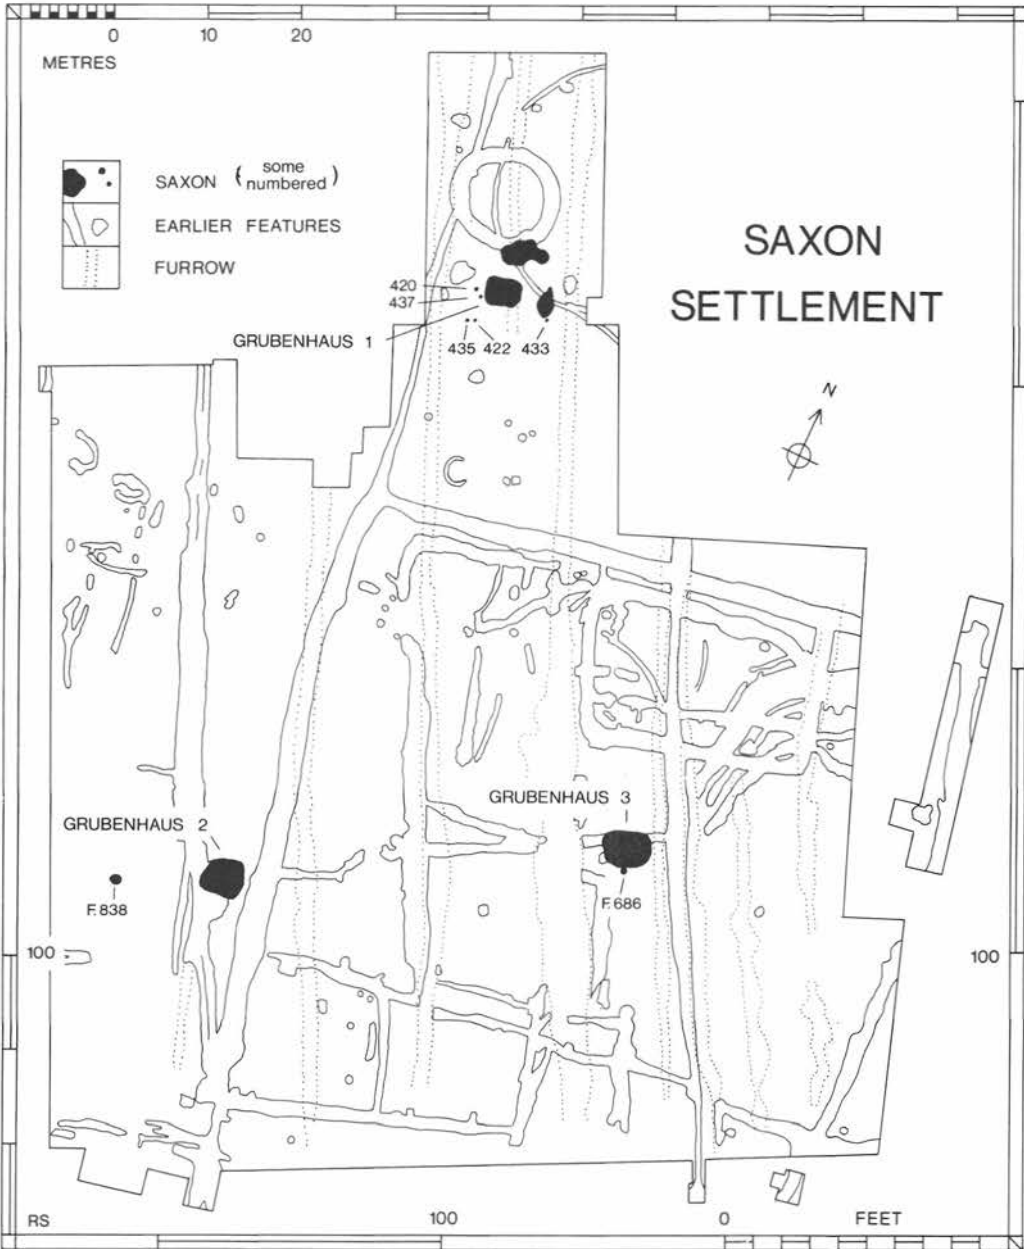 0 10 20
METRES
SAXON ( some numbered )
EARLIER FEATURES
FURROW
SAXON
SETTLEMENT
N
420
437
GRUBENHAUS 1
435 422 433
GRUBENHAUS 3
GRUBENHAUS 2
F.838
F.686
100 100
RS 100 0 FEET